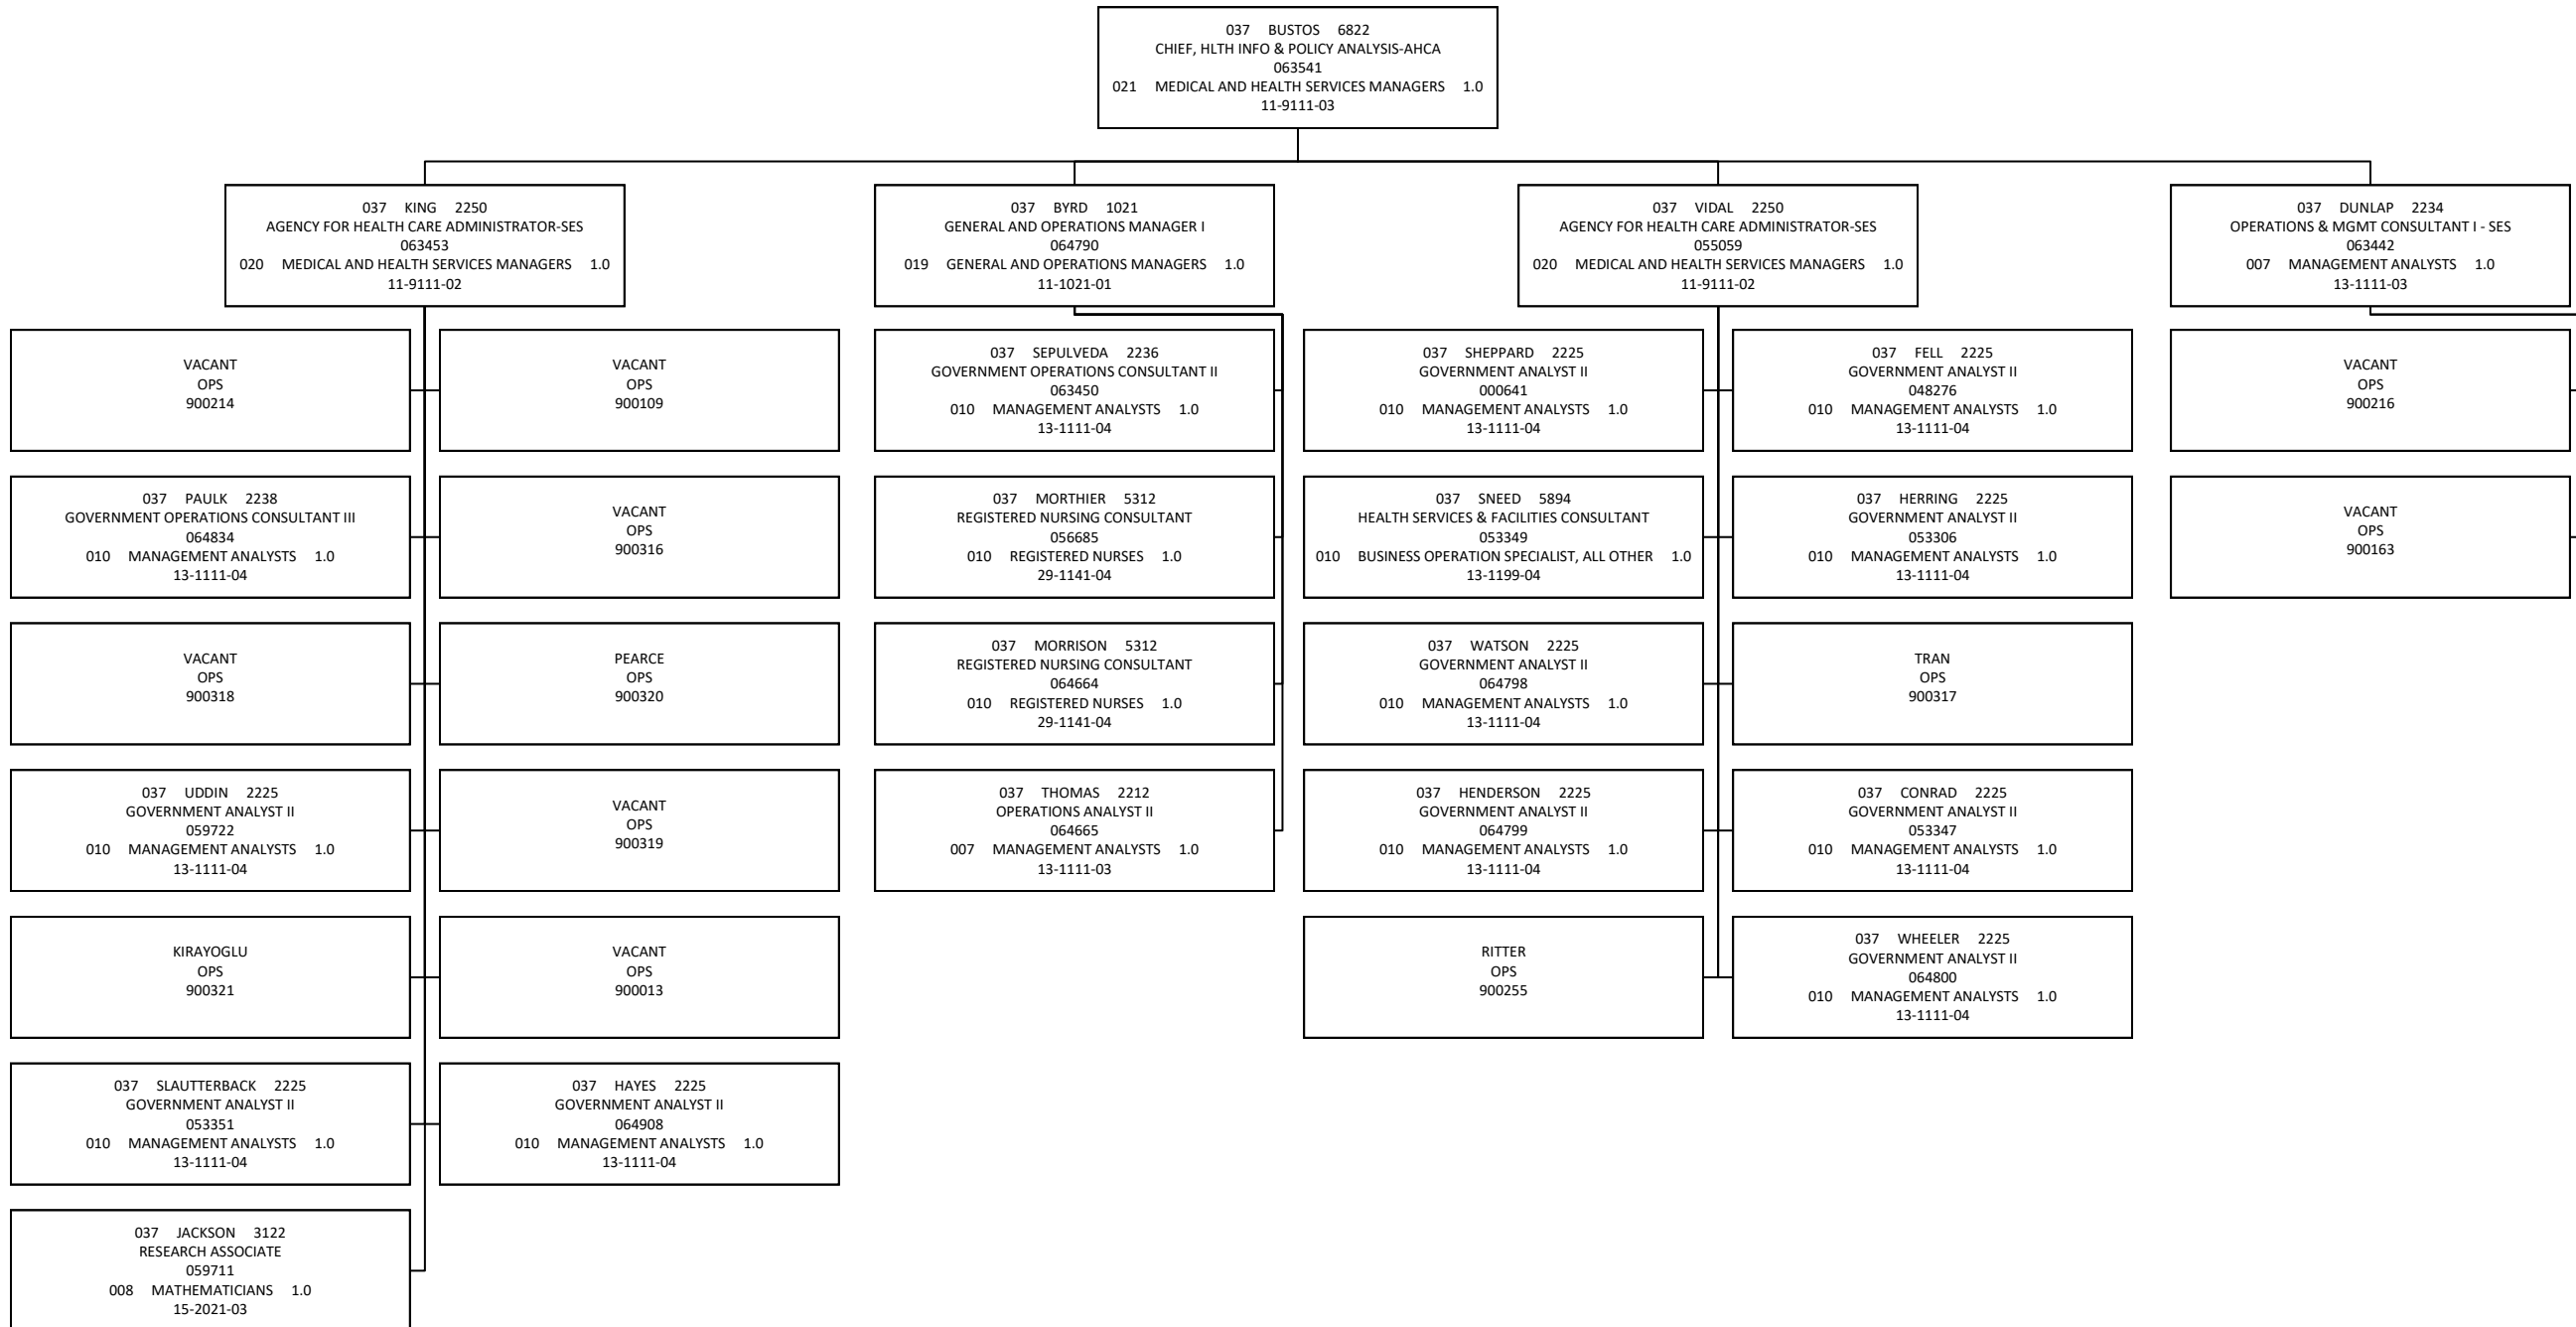 037 BUSTOS 6822
CHIEF, HLTH INFO & POLICY ANALYSIS-AHCA
063541
021 MEDICAL AND HEALTH SERVICES MANAGERS 1.0
11-9111-03
037 KING 2250
AGENCY FOR HEALTH CARE ADMINISTRATOR-SES
063453
020 MEDICAL AND HEALTH SERVICES MANAGERS 1.0
11-9111-02
037 BYRD 1021
GENERAL AND OPERATIONS MANAGER I
064790
019 GENERAL AND OPERATIONS MANAGERS 1.0
11-1021-01
037 VIDAL 2250
AGENCY FOR HEALTH CARE ADMINISTRATOR-SES
055059
020 MEDICAL AND HEALTH SERVICES MANAGERS 1.0
11-9111-02
037 DUNLAP 2234
OPERATIONS & MGMT CONSULTANT I - SES
063442
007 MANAGEMENT ANALYSTS 1.0
13-1111-03
VACANT
OPS
900214
VACANT
OPS
900109
037 SEPULVEDA 2236
GOVERNMENT OPERATIONS CONSULTANT II
063450
010 MANAGEMENT ANALYSTS 1.0
13-1111-04
037 SHEPPARD 2225
GOVERNMENT ANALYST II
000641
010 MANAGEMENT ANALYSTS 1.0
13-1111-04
037 FELL 2225
GOVERNMENT ANALYST II
048276
010 MANAGEMENT ANALYSTS 1.0
13-1111-04
VACANT
OPS
900216
037 PAULK 2238
GOVERNMENT OPERATIONS CONSULTANT III
064834
010 MANAGEMENT ANALYSTS 1.0
13-1111-04
VACANT
OPS
900316
037 MORTHIER 5312
REGISTERED NURSING CONSULTANT
056685
010 REGISTERED NURSES 1.0
29-1141-04
037 SNEED 5894
HEALTH SERVICES & FACILITIES CONSULTANT
053349
010 BUSINESS OPERATION SPECIALIST, ALL OTHER 1.0
13-1199-04
037 HERRING 2225
GOVERNMENT ANALYST II
053306
010 MANAGEMENT ANALYSTS 1.0
13-1111-04
VACANT
OPS
900163
VACANT
OPS
900318
PEARCE
OPS
900320
037 MORRISON 5312
REGISTERED NURSING CONSULTANT
064664
010 REGISTERED NURSES 1.0
29-1141-04
037 WATSON 2225
GOVERNMENT ANALYST II
064798
010 MANAGEMENT ANALYSTS 1.0
13-1111-04
TRAN
OPS
900317
037 UDDIN 2225
GOVERNMENT ANALYST II
059722
010 MANAGEMENT ANALYSTS 1.0
13-1111-04
VACANT
OPS
900319
037 THOMAS 2212
OPERATIONS ANALYST II
064665
007 MANAGEMENT ANALYSTS 1.0
13-1111-03
037 HENDERSON 2225
GOVERNMENT ANALYST II
064799
010 MANAGEMENT ANALYSTS 1.0
13-1111-04
037 CONRAD 2225
GOVERNMENT ANALYST II
053347
010 MANAGEMENT ANALYSTS 1.0
13-1111-04
KIRAYOGLU
OPS
900321
VACANT
OPS
900013
RITTER
OPS
900255
037 WHEELER 2225
GOVERNMENT ANALYST II
064800
010 MANAGEMENT ANALYSTS 1.0
13-1111-04
037 SLAUTTERBACK 2225
GOVERNMENT ANALYST II
053351
010 MANAGEMENT ANALYSTS 1.0
13-1111-04
037 HAYES 2225
GOVERNMENT ANALYST II
064908
010 MANAGEMENT ANALYSTS 1.0
13-1111-04
037 JACKSON 3122
RESEARCH ASSOCIATE
059711
008 MATHEMATICIANS 1.0
15-2021-03